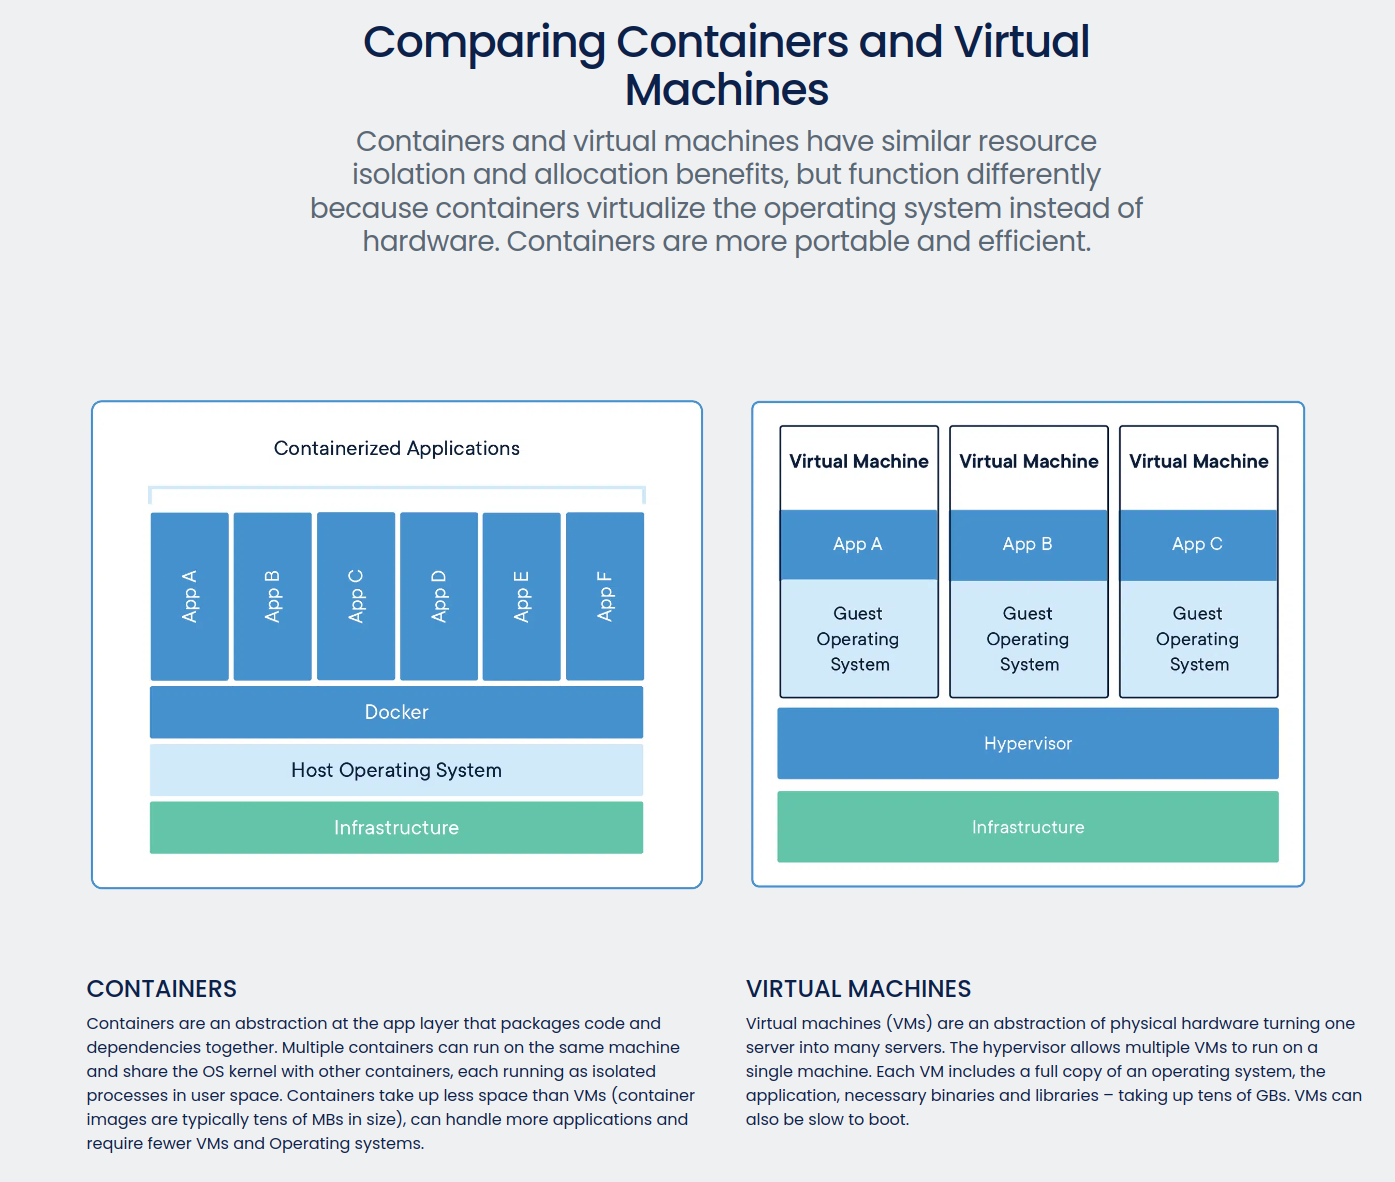 Comparing Containers and Virtual
Machines
Containers and virtual machines have similar resource
isolation and allocation benefits, but function differently
because containers virtualize the operating system instead of
hardware. Containers are more portable and efficient.
Containerized Applications
App A
App B
App C
App D
App E
App F
Docker
Host Operating System
Infrastructure
Virtual Machine
App A
Guest
Operating
System
Virtual Machine
App B
Guest
Operating
System
Virtual Machine
App C
Guest
Operating
System
Hypervisor
Infrastructure
CONTAINERS
Containers are an abstraction at the app layer that packages code and
dependencies together. Multiple containers can run on the same machine
and share the OS kernel with other containers, each running as isolated
processes in user space. Containers take up less space than VMs (container
images are typically tens of MBs in size), can handle more applications and
require fewer VMs and Operating systems.
VIRTUAL MACHINES
Virtual machines (VMs) are an abstraction of physical hardware turning one
server into many servers. The hypervisor allows multiple VMs to run on a
single machine. Each VM includes a full copy of an operating system, the
application, necessary binaries and libraries – taking up tens of GBs. VMs can
also be slow to boot.